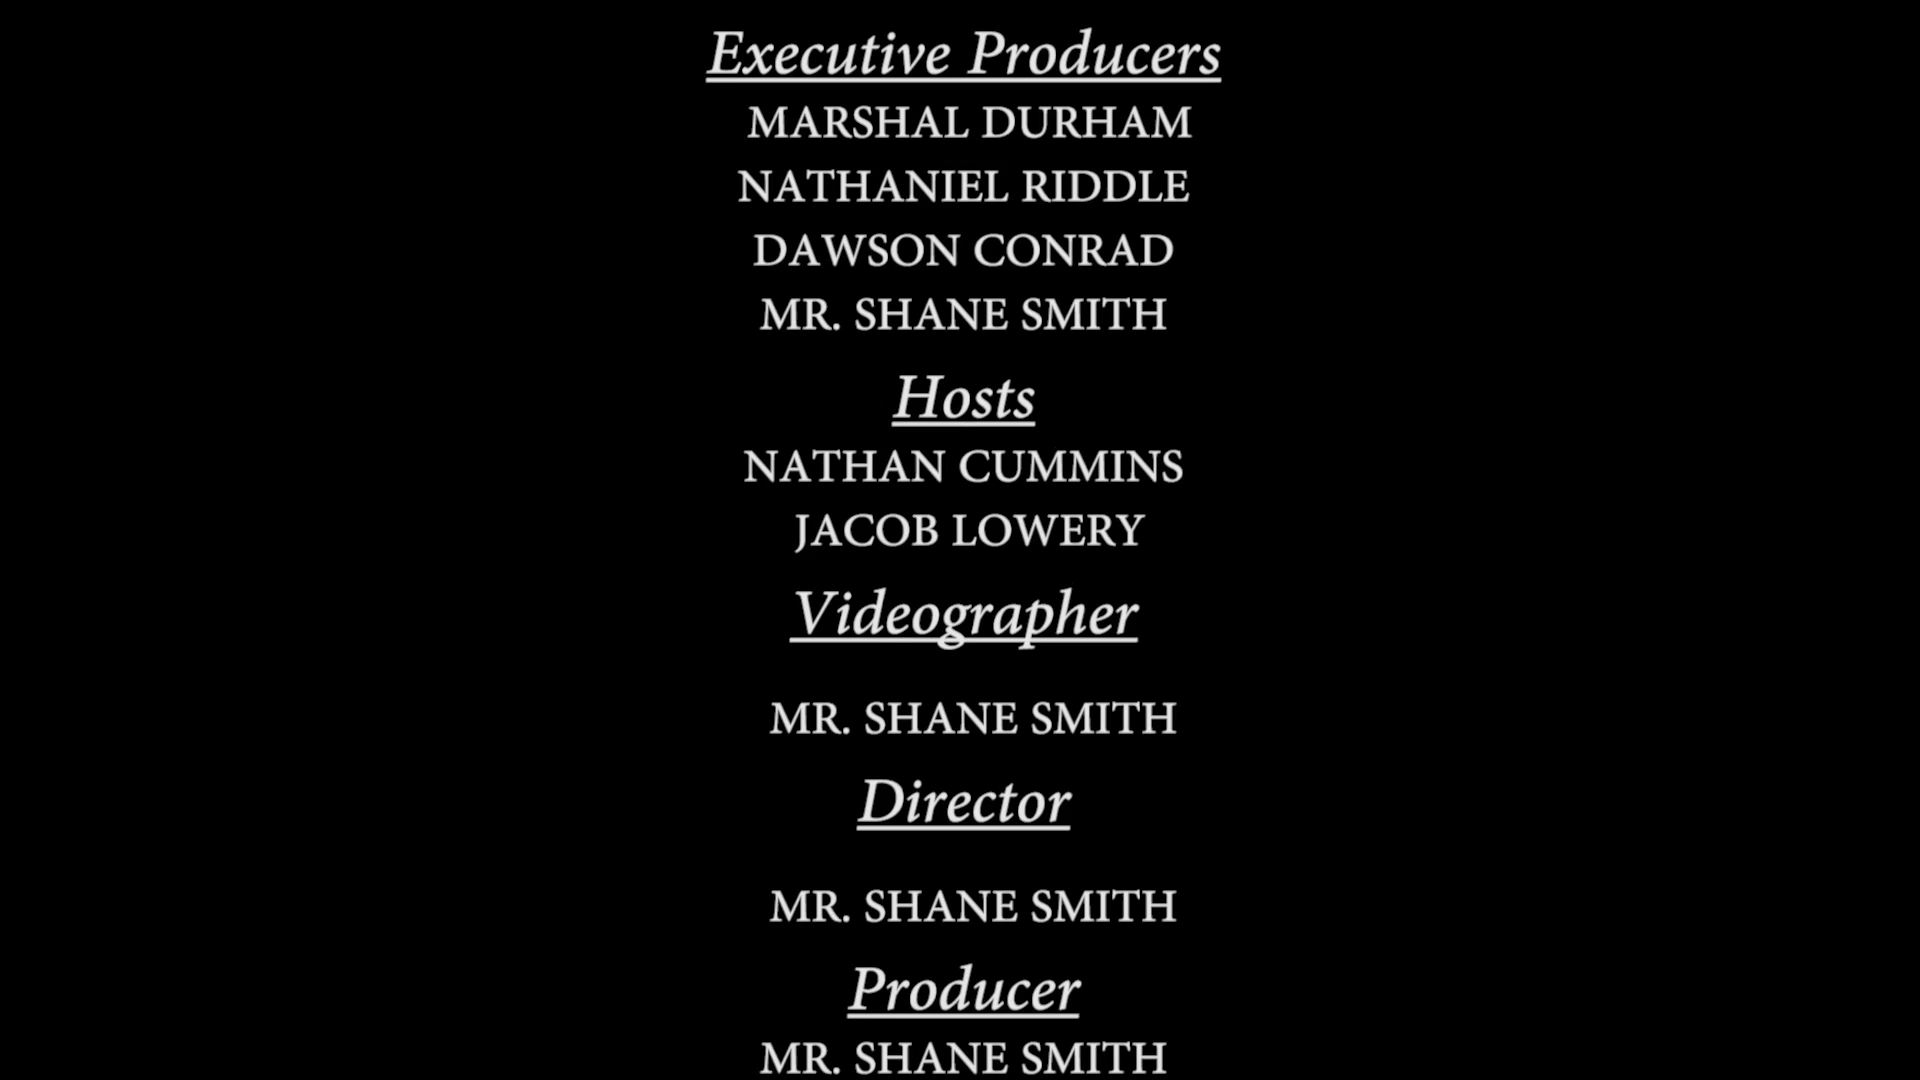 Executive Producers
MARSHAL DURHAM
NATHANIEL RIDDLE
DAWSON CONRAD
MR. SHANE SMITH
Hosts
NATHAN CUMMINS
JACOB LOWERY
Videographer
MR. SHANE SMITH
Director
MR. SHANE SMITH
Producer
MR. SHANE SMITH